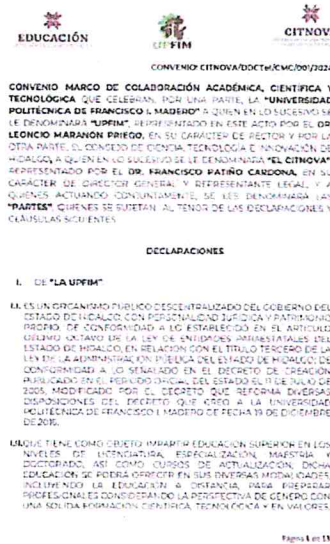 EDUCACIÓN
UPFIM
CITNOV
CONVENIO: CITNOVA/DDCTeI/CMC/001/2024
CONVENIO MARCO DE COLABORACIÓN ACADÉMICA, CIENTÍFICA Y
TECNOLÓGICA QUE CELEBRAN, POR UNA PARTE, LA "UNIVERSIDAD
POLITÉCNICA DE FRANCISCO I. MADERO" A QUIEN EN LO SUCESIVO SE
LE DENOMINARÁ "UPFIM", REPRESENTADO EN ESTE ACTO POR EL DR.
LEONCIO MARAÑÓN PRIEGO, EN SU CARÁCTER DE RECTOR Y POR LA
OTRA PARTE, EL CONSEJO DE CIENCIA, TECNOLOGÍA E INNOVACIÓN DE
HIDALGO, A QUIEN EN LO SUCESIVO SE LE DENOMINARÁ "EL CITNOVA"
REPRESENTADO POR EL DR. FRANCISCO PATIÑO CARDONA, EN SU
CARÁCTER DE DIRECTOR GENERAL Y REPRESENTANTE LEGAL, Y A
QUIENES ACTUANDO CONJUNTAMENTE, SE LES DENOMINARÁ LAS
"PARTES", QUIENES SE SUJETAN AL TENOR DE LAS DECLARACIONES Y
CLÁUSULAS SIGUIENTES
DECLARACIONES
I. DE "LA UPFIM"
I.I. ES UN ORGANISMO PÚBLICO DESCENTRALIZADO DEL GOBIERNO DEL
ESTADO DE HIDALGO, CON PERSONALIDAD JURÍDICA Y PATRIMONIO
PROPIO, DE CONFORMIDAD A LO ESTABLECIDO EN EL ARTÍCULO
DÉCIMO OCTAVO DE LA LEY DE ENTIDADES PARAESTATALES DEL
ESTADO DE HIDALGO, EN RELACIÓN CON EL TÍTULO TERCERO DE LA
LEY DE LA ADMINISTRACIÓN PÚBLICA DEL ESTADO DE HIDALGO; DE
CONFORMIDAD A LO SEÑALADO EN EL DECRETO DE CREACIÓN
PUBLICADO EN EL PERIÓDO OFICIAL DEL ESTADO EL 11 DE JULIO DE
2005, MODIFICADO POR EL DECRETO QUE REFORMA DIVERSAS
DISPOSICIONES DEL DECRETO QUE CREÓ A LA UNIVERSIDAD
POLITÉCNICA DE FRANCISCO I. MADERO DE FECHA 19 DE DICIEMBRE
DE 2016.
I.II. QUE TIENE COMO OBJETO IMPARTIR EDUCACIÓN SUPERIOR EN LOS
NIVELES DE LICENCIATURA, ESPECIALIZACIÓN, MAESTRÍA Y
DOCTORADO, ASÍ COMO CURSOS DE ACTUALIZACIÓN, DICHA
EDUCACIÓN SE PODRÁ OFRECER EN SUS DIVERSAS MODALIDADES,
INCLUYENDO LA EDUCACIÓN A DISTANCIA, PARA PREPARAR
PROFESIONALES CONSIDERANDO LA PERSPECTIVA DE GÉNERO CON
UNA SÓLIDA FORMACIÓN CIENTÍFICA, TECNOLÓGICA Y EN VALORES,
Página 1 de 11